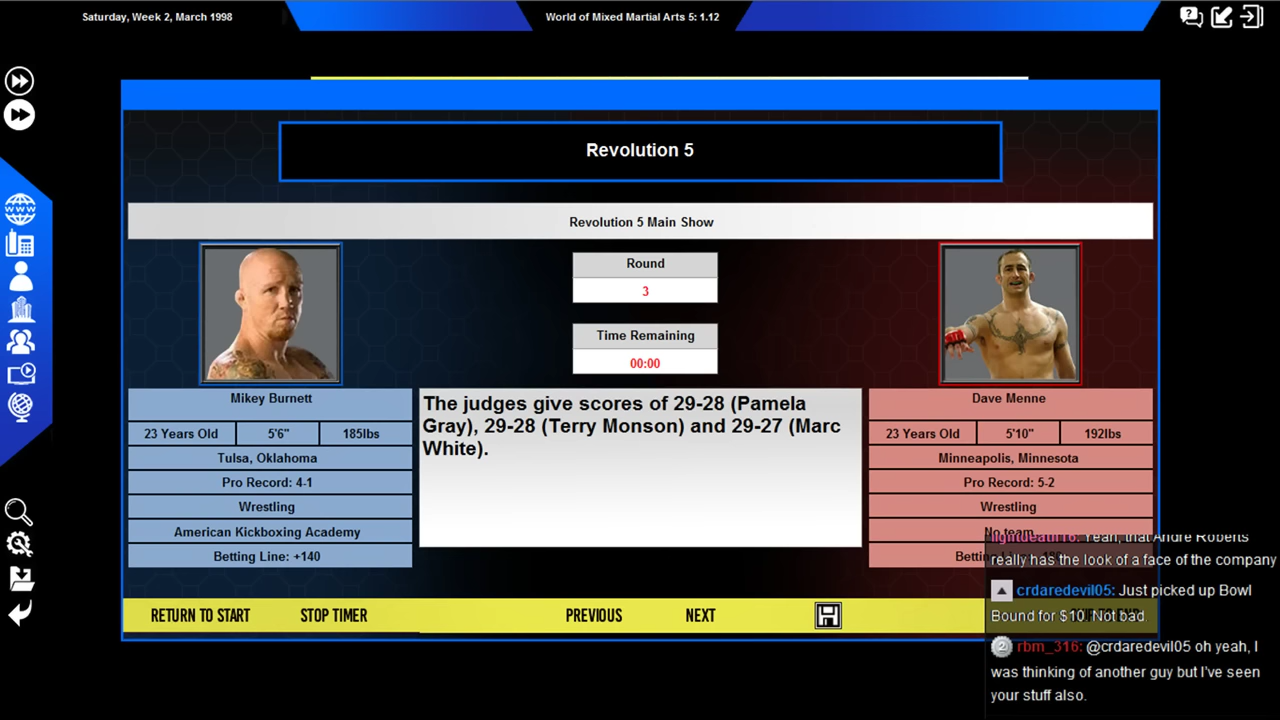 Saturday, Week 2, March 1998
World of Mixed Martial Arts 5: 1.12
Revolution 5
Revolution 5 Main Show
Round
3
Time Remaining
00:00
Mikey Burnett
23 Years Old 5'6" 185lbs
Tulsa, Oklahoma
Pro Record: 4-1
Wrestling
American Kickboxing Academy
Betting Line: +140
The judges give scores of 29-28 (Pamela
Gray), 29-28 (Terry Monson) and 29-27 (Marc
White).
Dave Menne
23 Years Old 5'10" 192lbs
Minneapolis, Minnesota
Pro Record: 5-2
Wrestling
No team
RETURN TO START STOP TIMER PREVIOUS NEXT
Yeah, that Andre Roberts
really has the look of a face of the company
crdaredevil05: Just picked up Bowl
Bound for $10. Not bad.
rbm_316: @crdaredevil05 oh yeah, I
was thinking of another guy but I've seen
your stuff also.